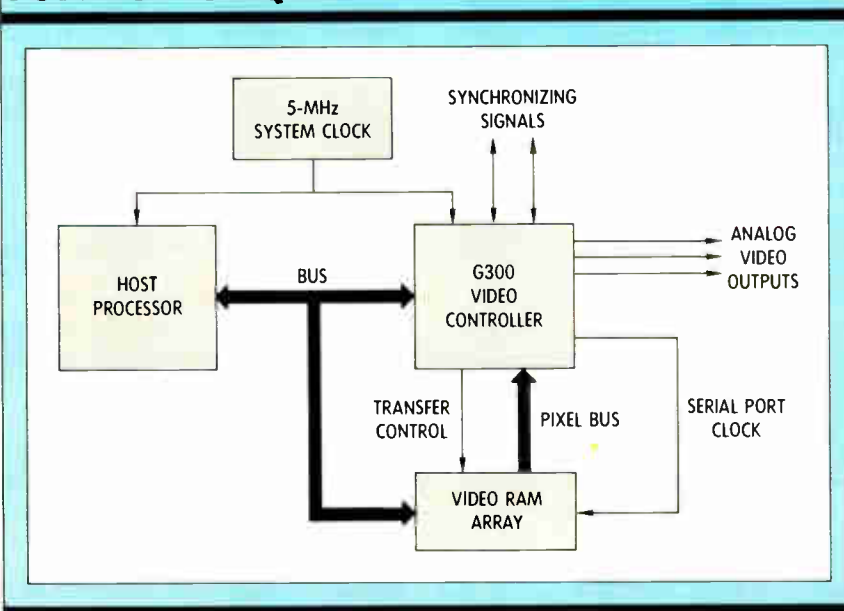 5-MHz
SYSTEM CLOCK
SYNCHRONIZING
SIGNALS
HOST
PROCESSOR
BUS
G300
VIDEO
CONTROLLER
ANALOG
VIDEO
OUTPUTS
TRANSFER
CONTROL
PIXEL BUS
SERIAL PORT
CLOCK
VIDEO RAM
ARRAY